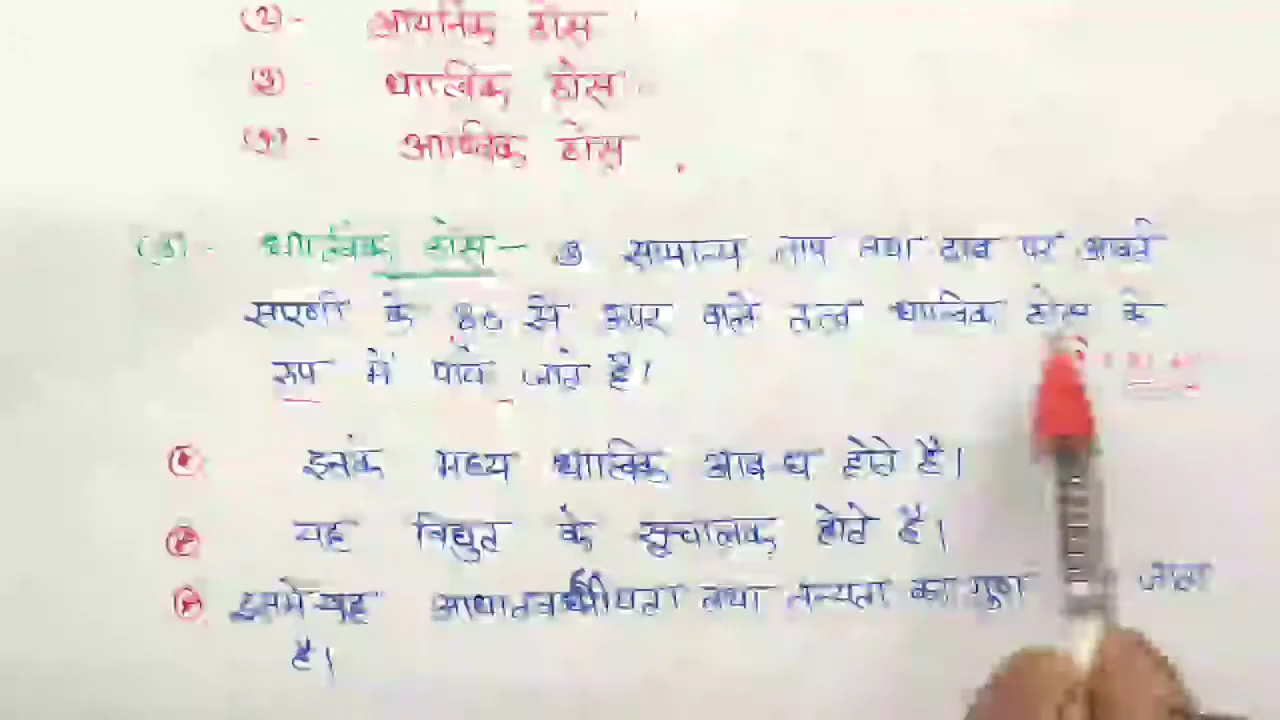 (2)- आयनिक ठोस
(3) धात्विक ठोस
(4)- आण्विक ठोस
(3)- धात्विक ठोस - सामान्य ताप तथा दाब पर आवर्त
सारणी के 80 से ऊपर वाले तत्व धात्विक ठोस के
रूप में पाये जाते है।
इनके मध्य धात्विक आबन्ध होते है।
यह विद्युत के सुचालक होते है।
इनमे यह आघातवर्धीयता तथा तन्यता का गुण जाता
है।